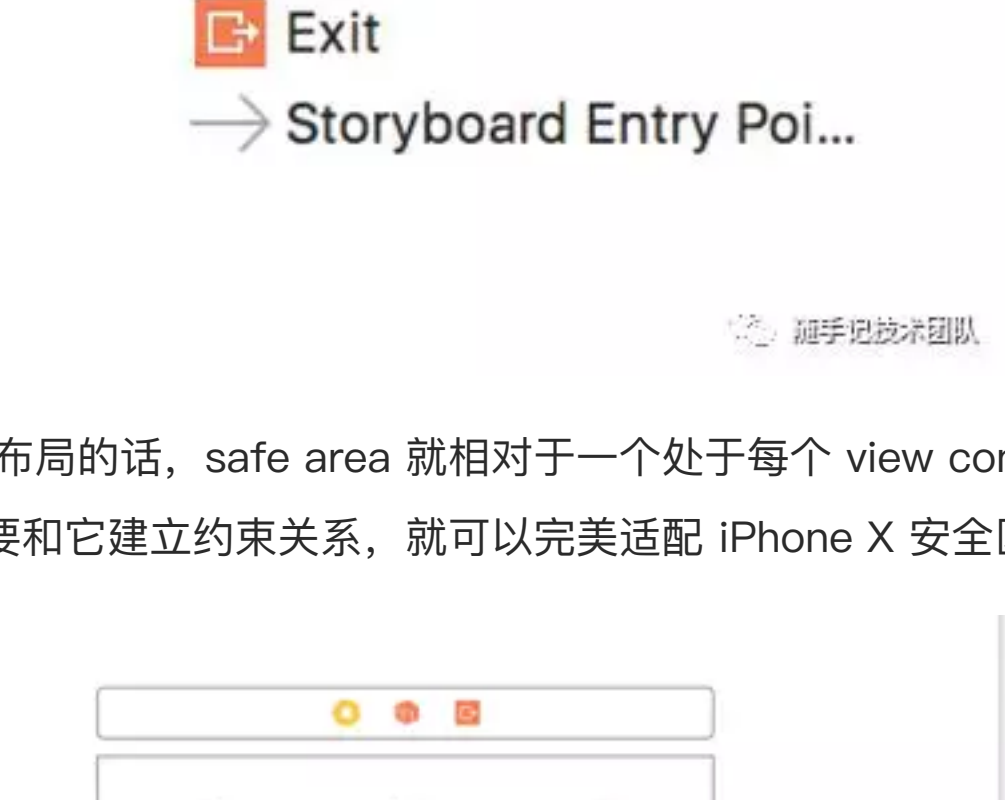 Exit
Storyboard Entry Poi...
随手记技术团队
布局的话，safe area 就相对于一个处于每个 view con
要和它建立约束关系，就可以完美适配 iPhone X 安全